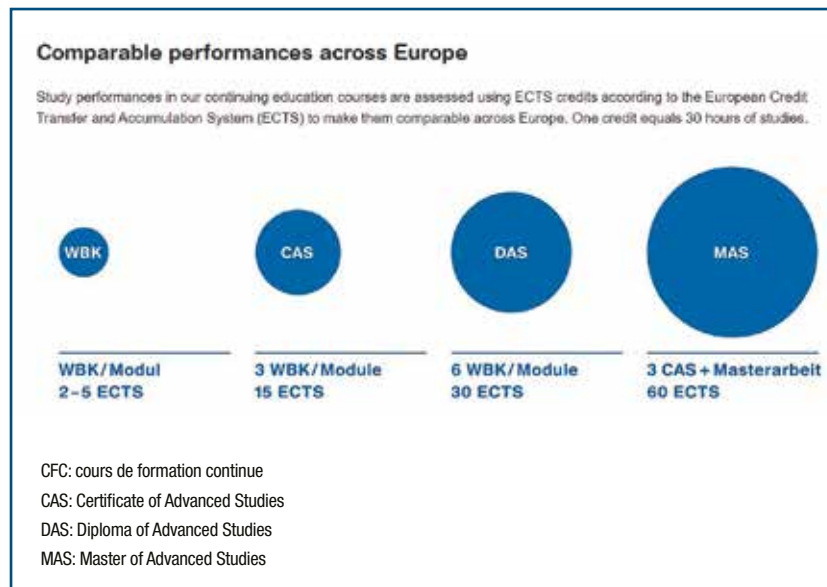 Comparable performances across Europe
Study performances in our continuing education courses are assessed using ECTS credits according to the European Credit
Transfer and Accumulation System (ECTS) to make them comparable across Europe. One credit equals 30 hours of studies.
WBK
CAS
DAS
MAS
WBK/Modul
2–5 ECTS
3 WBK/Module
15 ECTS
6 WBK/Module
30 ECTS
3 CAS + Masterarbeit
60 ECTS
CFC: cours de formation continue
CAS: Certificate of Advanced Studies
DAS: Diploma of Advanced Studies
MAS: Master of Advanced Studies